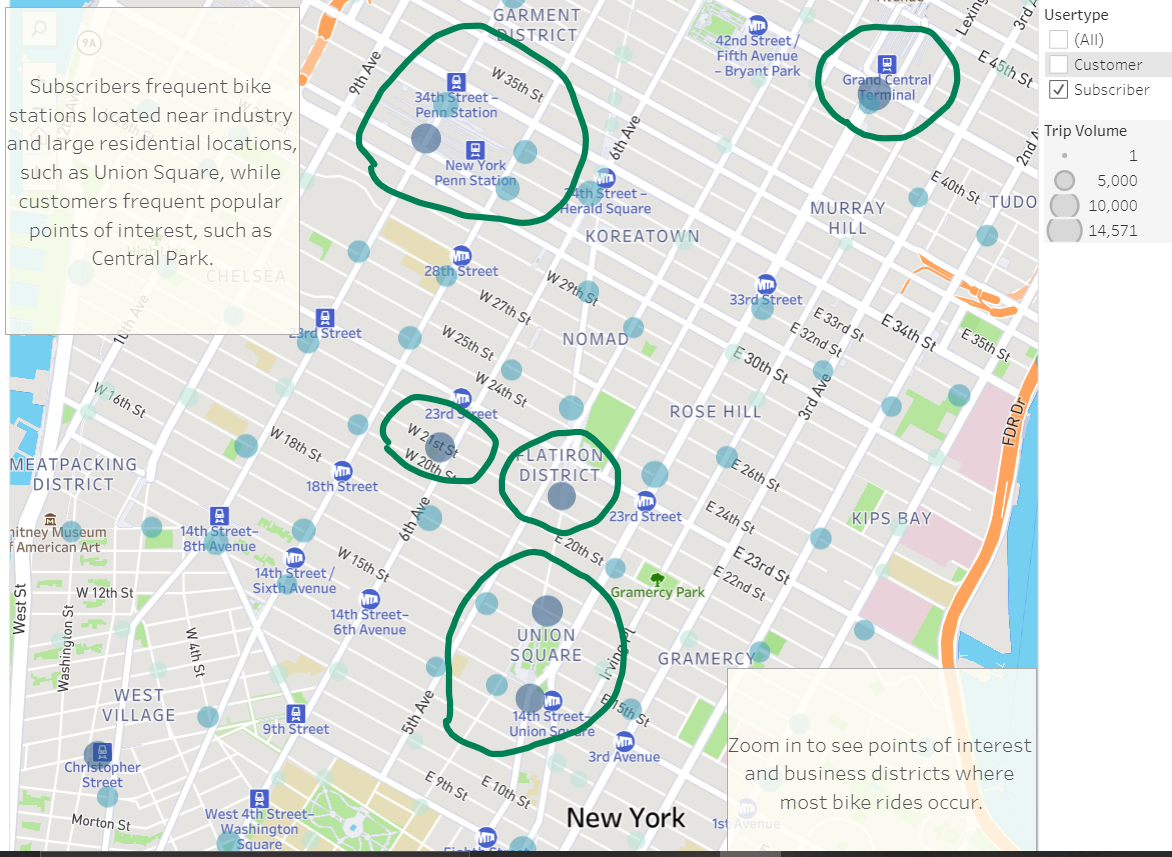 Subscribers frequent bike
stations located near industry
and large residential locations,
such as Union Square, while
customers frequent popular
points of interest, such as
Central Park.
9A
GARMENT
DISTRICT
9th Ave
W 35th St
34th Street –
Penn Station
New York
Penn Station
6th Ave
34th Street –
Herald Square
42nd Street /
Fifth Avenue
– Bryant Park
Grand Central
Terminal
Lexing
3rd A
E 45th St
2nd A
E 40th St
TUDO
MURRAY
HILL
KOREATOWN
CHELSEA
28th Street
W 29th St
W 27th St
33rd Street
E 33rd St
E 32nd St
E 34th St
E 35th St
10th Ave
23rd Street
W 25th St
NOMAD
E 30th St
W 24th St
3rd Ave
W 16th St
23rd Street
ROSE HILL
FDR Dr
W 21st St
W 20th St
W 18th St
FLATIRON
DISTRICT
MEATPACKING
DISTRICT
18th Street
E 26th St
23rd Street
6th Ave
E 24th St
KIPS BAY
hitney Museum
f American Art
14th Street–
8th Avenue
E 20th St
E 23rd St
E 22nd St
W 15th St
14th Street /
Sixth Avenue
Gramercy Park
West St
W 12th St
Washington St
W 4th St
14th Street–
6th Avenue
UNION
SQUARE
Irving Pl
GRAMERCY
WEST
VILLAGE
9th Street
5th Ave
E 15th St
14th Street–
Union Square
3rd Avenue
Christopher
Street
E 9th St
E 10th St
Morton St
West 4th Street–
Washington
Square
New York
1st Avenue
Eighth Street
Zoom in to see points of interest
and business districts where
most bike rides occur.
Usertype
(All)
Customer
Subscriber
Trip Volume
1
5,000
10,000
14,571